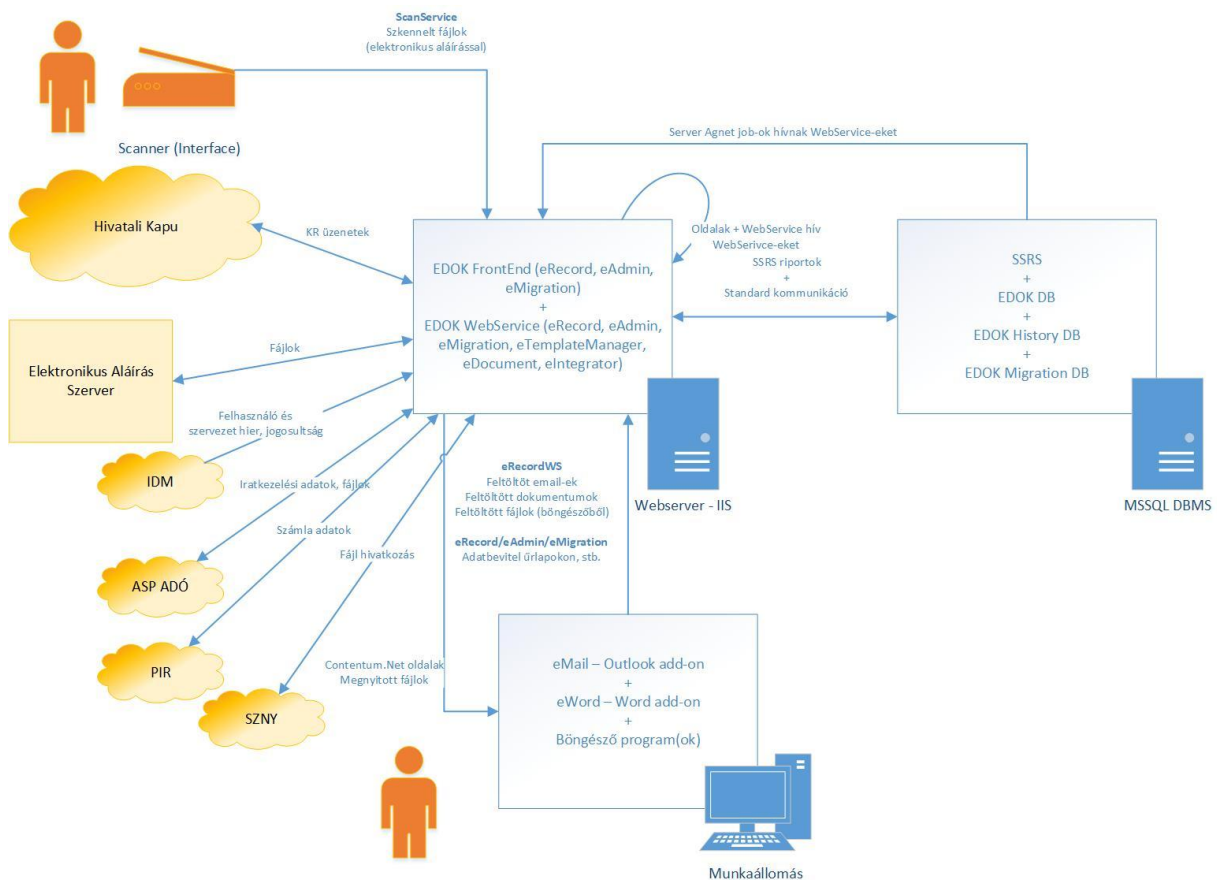 ScanService
Szkennelt fájlok
(elektronikus aláírással)
Scanner (Interface)
Server Agnet job-ok hívnak WebService-eket
Hivatali Kapu
KR üzenetek
Oldalak + WebService hív
WebSerivce-eket
SSRS riportok
+
Standard kommunikáció
EDOK FrontEnd (eRecord, eAdmin,
eMigration)
+
EDOK WebService (eRecord, eAdmin,
eMigration, eTemplateManager,
eDocument, eIntegrator)
SSRS
+
EDOK DB
+
EDOK History DB
+
EDOK Migration DB
Elektronikus Aláírás
Szerver
Fájlok
Felhasználó és
szervezet hier, jogosultság
IDM
Iratkezelési adatok, fájlok
Számla adatok
Fájl hivatkozás
eRecordWS
Feltöltöt email-ek
Feltöltött dokumentumok
Feltöltött fájlok (böngészőből)
eRecord/eAdmin/eMigration
Adatbevitel űrlapokon, stb.
Webserver - IIS
MSSQL DBMS
ASP ADÓ
PIR
SZNY
Contentum.Net oldalak
Megnyitott fájlok
eMail – Outlook add-on
+
eWord – Word add-on
+
Böngésző program(ok)
Munkaállomás